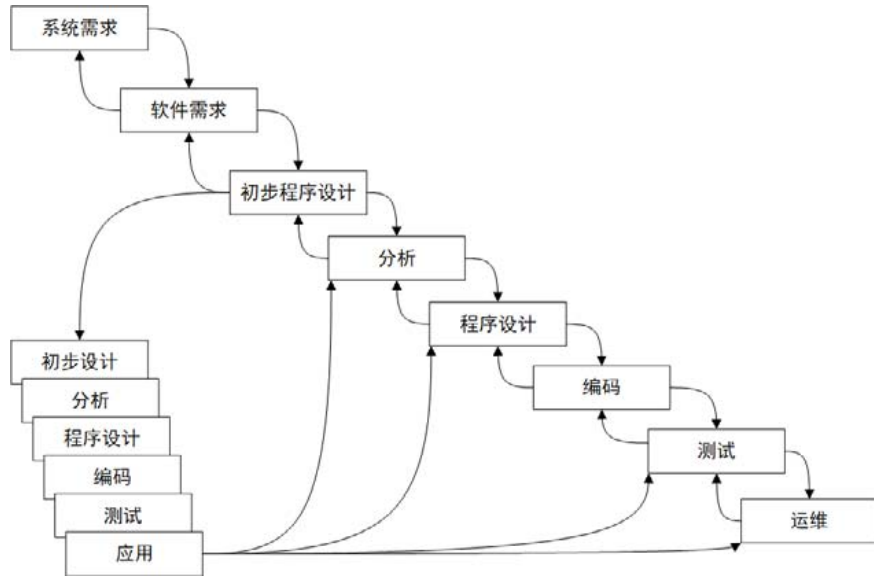 系统需求
软件需求
初步程序设计
分析
程序设计
编码
测试
运维
初步设计
分析
程序设计
编码
测试
应用